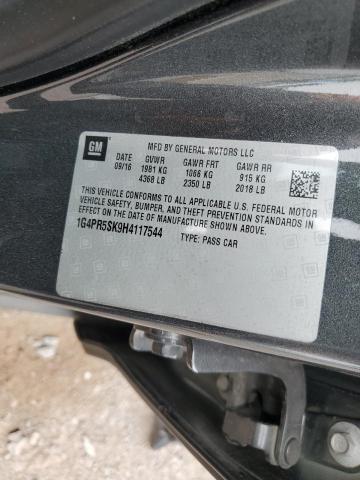 GM
MFD BY GENERAL MOTORS LLC
DATE GVWR GAWR FRT GAWR RR
09/16 1981 KG 1066 KG 915 KG
4368 LB 2350 LB 2018 LB
THIS VEHICLE CONFORMS TO ALL APPLICABLE U.S. FEDERAL MOTOR
VEHICLE SAFETY, BUMPER, AND THEFT PREVENTION STANDARDS IN
EFFECT ON THE DATE OF MANUFACTURE SHOWN ABOVE.
1G4PR5SK9H4117544 TYPE: PASS CAR